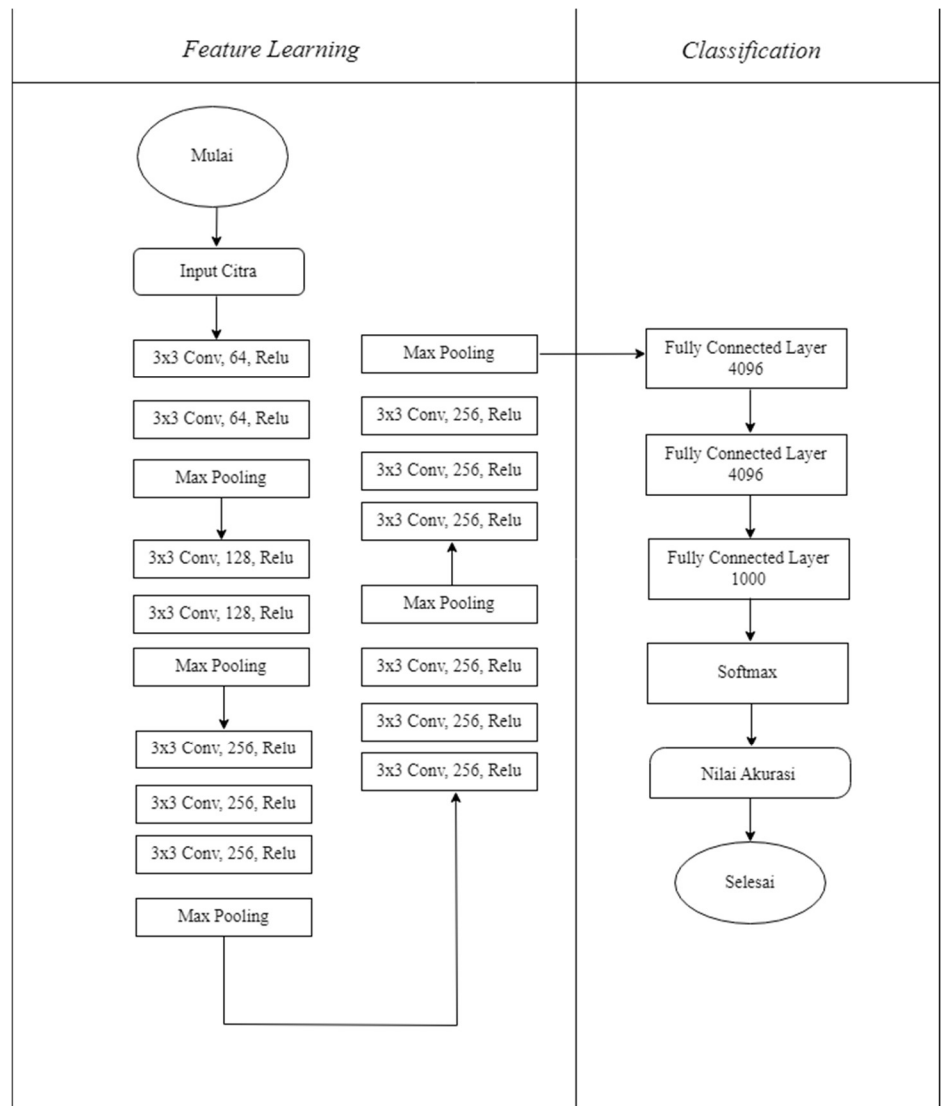 Feature Learning
Classification
Mulai
Input Citra
3x3 Conv, 64, Relu
3x3 Conv, 64, Relu
Max Pooling
3x3 Conv, 128, Relu
3x3 Conv, 128, Relu
Max Pooling
3x3 Conv, 256, Relu
3x3 Conv, 256, Relu
3x3 Conv, 256, Relu
Max Pooling
Max Pooling
3x3 Conv, 256, Relu
3x3 Conv, 256, Relu
3x3 Conv, 256, Relu
Max Pooling
3x3 Conv, 256, Relu
3x3 Conv, 256, Relu
3x3 Conv, 256, Relu
Fully Connected Layer
4096
Fully Connected Layer
4096
Fully Connected Layer
1000
Softmax
Nilai Akurasi
Selesai